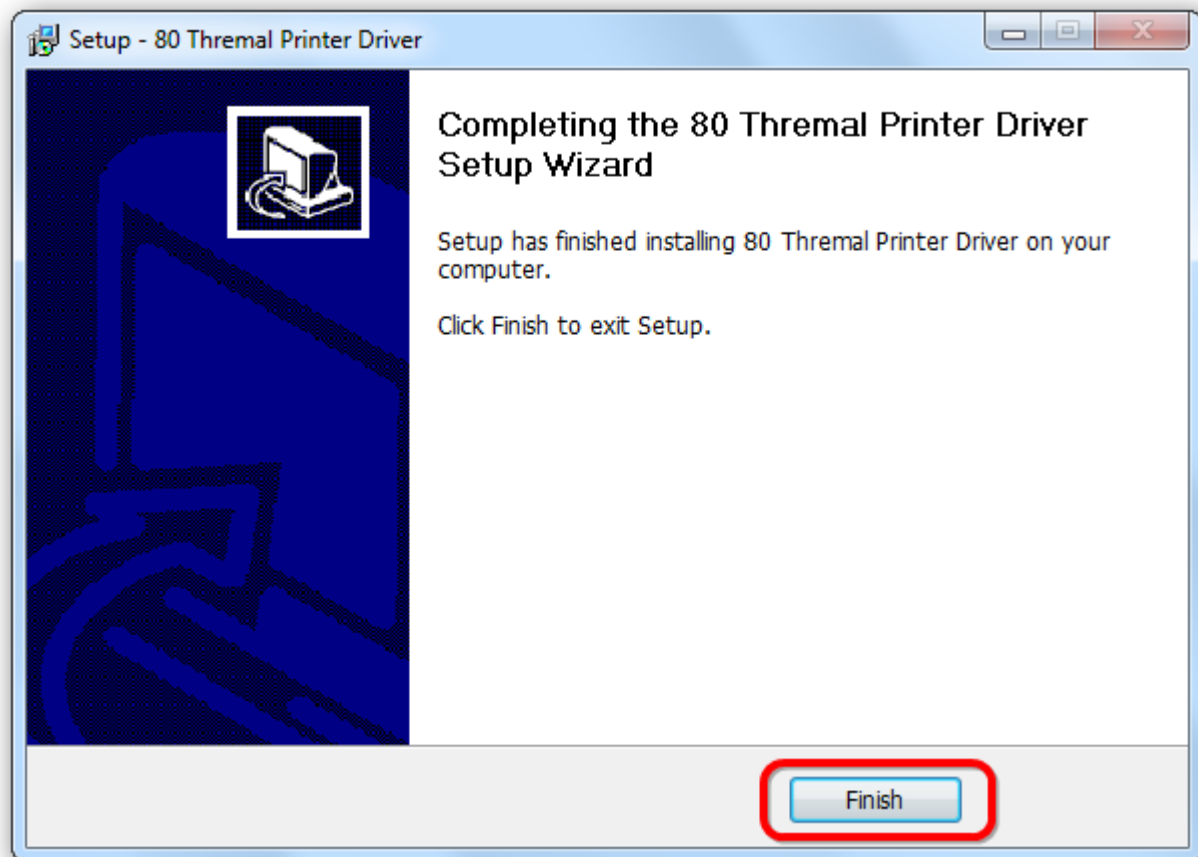 Setup - 80 Thremal Printer Driver
Completing the 80 Thremal Printer Driver
Setup Wizard
Setup has finished installing 80 Thremal Printer Driver on your
computer.
Click Finish to exit Setup.
Finish